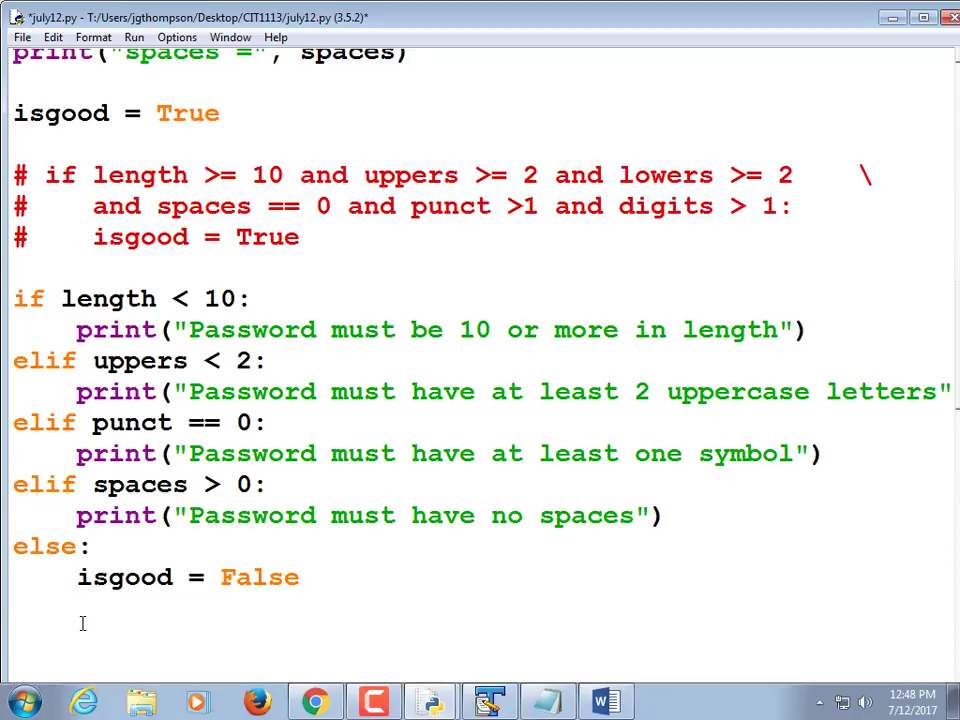 *july12.py - T:/Users/jgthompson/Desktop/CIT1113/july12.py (3.5.2)*
File Edit Format Run Options Window Help
print("spaces =", spaces)
isgood = True
# if length >= 10 and uppers >= 2 and lowers >= 2    \
#    and spaces == 0 and punct >1 and digits > 1:
#    isgood = True
if length < 10:
    print("Password must be 10 or more in length")
elif uppers < 2:
    print("Password must have at least 2 uppercase letters"
elif punct == 0:
    print("Password must have at least one symbol")
elif spaces > 0:
    print("Password must have no spaces")
else:
    isgood = False
12:48 PM
7/12/2017